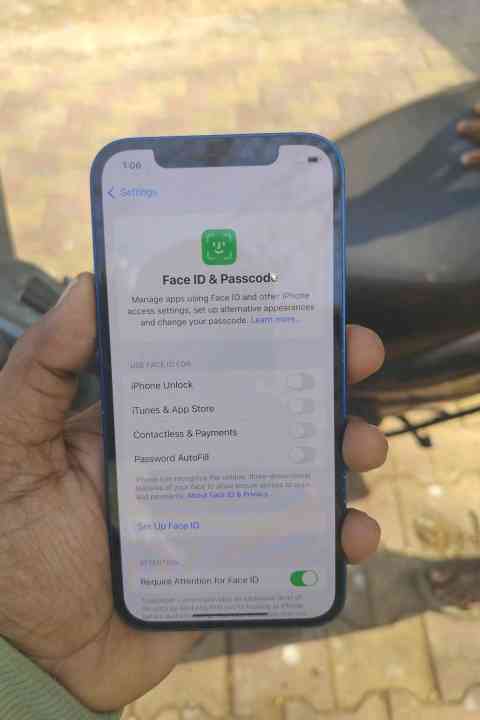 1:06
Settings
Face ID & Passcode
Manage apps using Face ID and other iPhone
access settings, set up alternative appearances
and change your passcode. Learn more...
USE FACE ID FOR:
iPhone Unlock
iTunes & App Store
Contactless & Payments
Password AutoFill
iPhone can recognise the unique, three-dimensional
features of your face to allow secure access to apps
and payments. About Face ID & Privacy...
Set Up Face ID
ATTENTION
Require Attention for Face ID